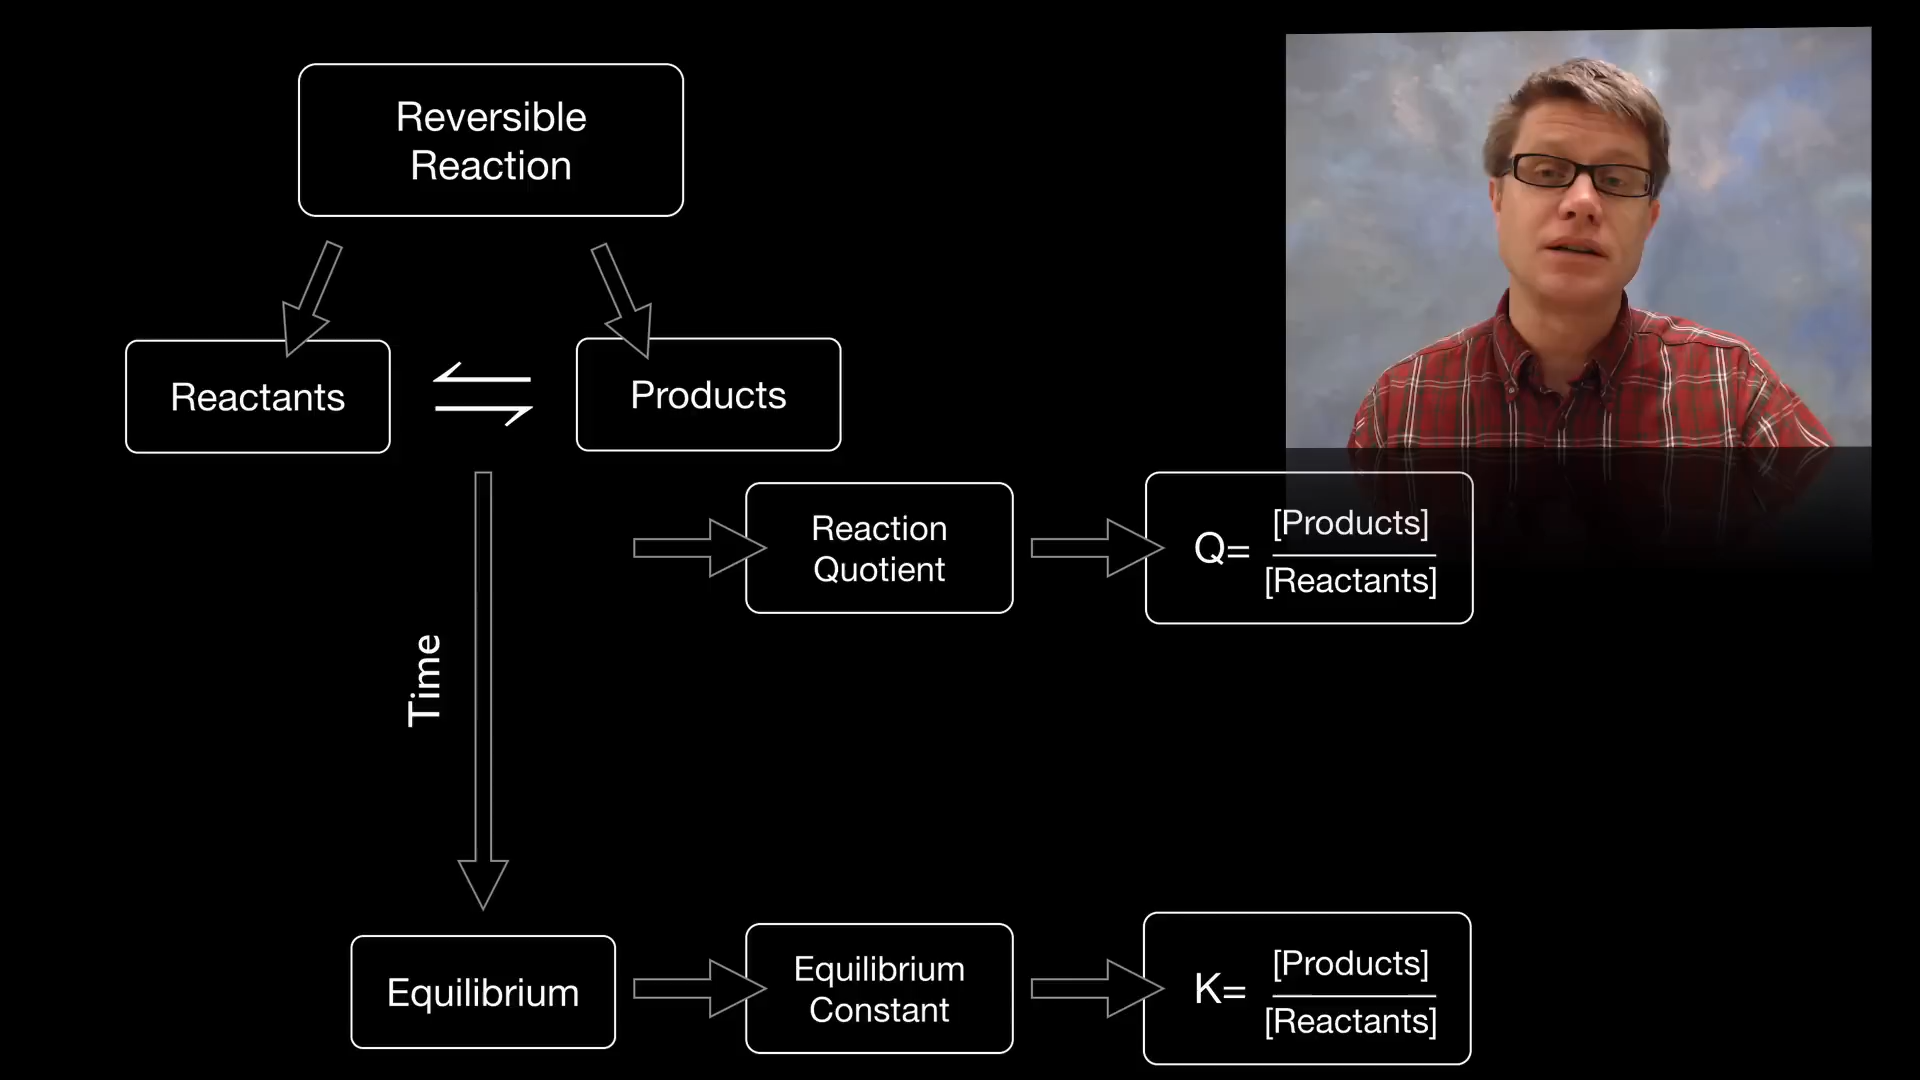 Reversible
Reaction
Reactants
Products
Reaction
Quotient
Q=
[Products]
[Reactants]
Time
Equilibrium
Equilibrium
Constant
K=
[Products]
[Reactants]